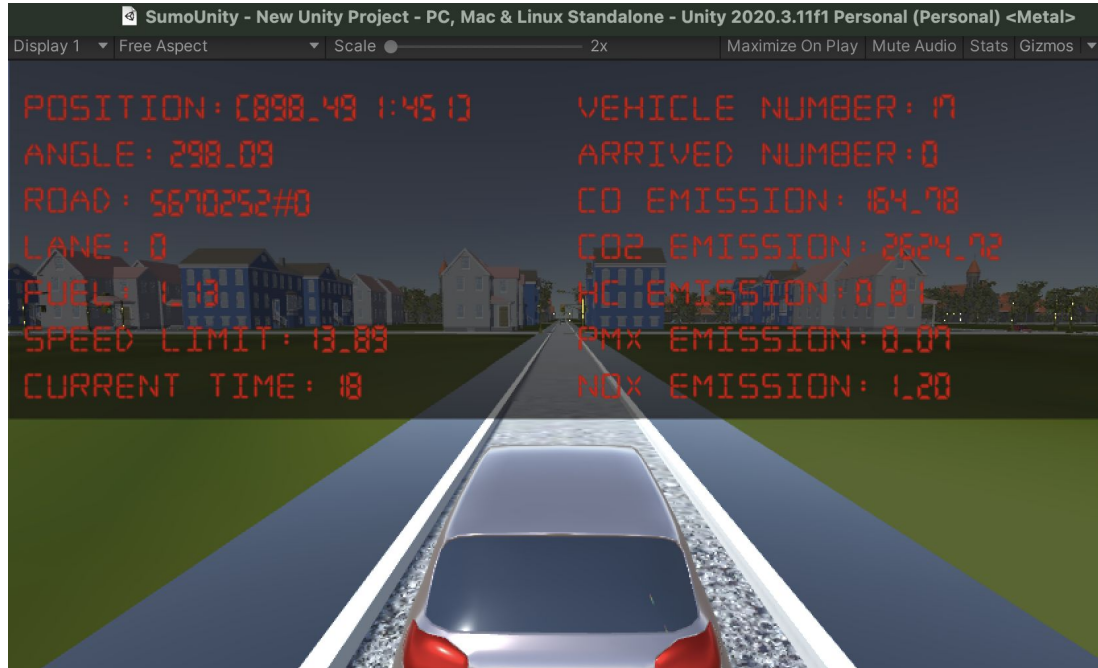 SumoUnity - New Unity Project - PC, Mac & Linux Standalone - Unity 2020.3.11f1 Personal (Personal) <Metal>
Display 1 Free Aspect Scale 2x Maximize On Play Mute Audio Stats Gizmos
POSITION: VEHICLE NUMBER: 17
ANGLE: 298_09 ARRIVED NUMBER:0
ROAD: 5670252#0 CO EMISSION: 164_78
LANE: 0 CO2 EMISSION: 2624_72
FUEL: 1_13 HC EMISSION:0_81
SPEED LIMIT: 13_89 PMX EMISSION: 0_07
CURRENT TIME: 18 NOX EMISSION: 1_20